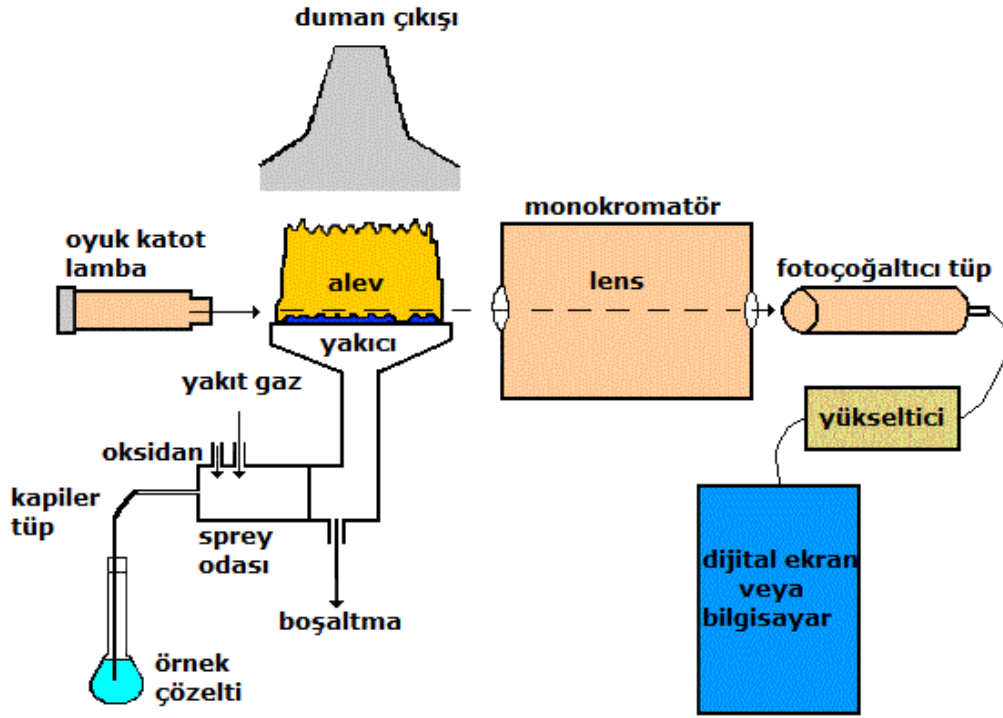 duman çıkışı
oyuk katot
lamba
alev
yakıcı
monokromatör
lens
fotoçoğaltıcı tüp
yakıt gaz
oksidan
kapiler
tüp
sprey
odası
boşaltma
örnek
çözelti
yükseltici
dijital ekran
veya
bilgisayar